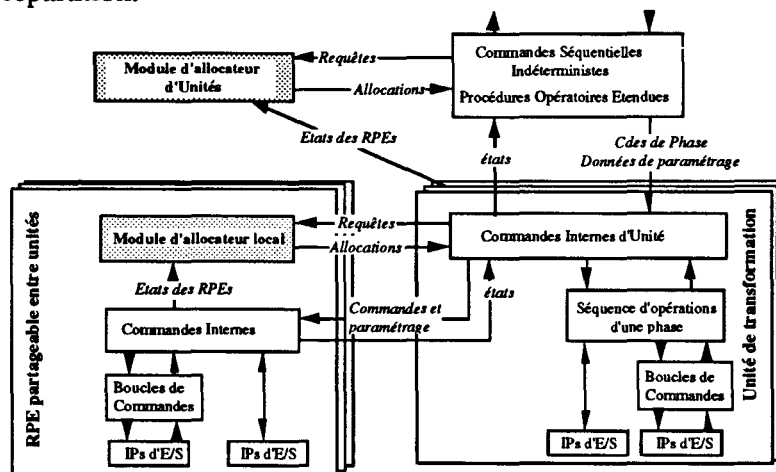 Module d'allocateur
d'Unités
Requêtes
Allocations
Commandes Séquentielles
Indéterministes
Procédures Opératoires Etendues
Etats des RPEs
états
Cdes de Phase
Données de paramétrage
RPE partageable entre unités
Module d'allocateur local
Requêtes
Allocations
Commandes Internes d'Unité
Etats des RPEs
Commandes Internes
Commandes et
paramétrage
états
Séquence d'opérations
d'une phase
Unité de transformation
Boucles de
Commandes
Boucles de
Commandes
IPs d'E/S
IPs d'E/S
IPs d'E/S
IPs d'E/S